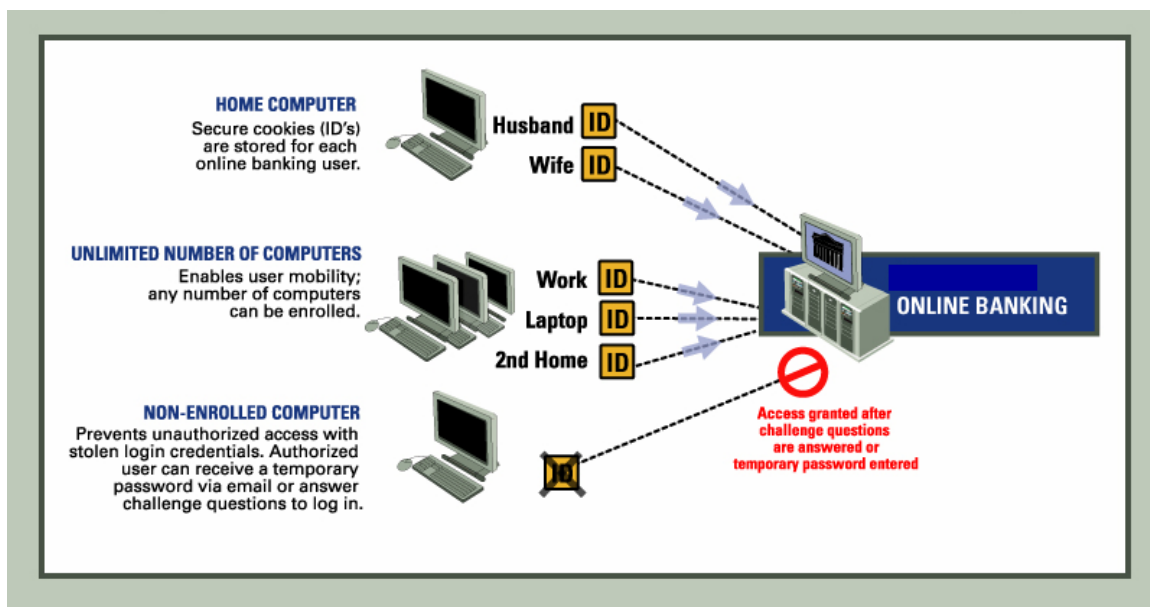 HOME COMPUTER
Secure cookies (ID's)
are stored for each
online banking user.
Husband ID
Wife ID
UNLIMITED NUMBER OF COMPUTERS
Enables user mobility;
any number of computers
can be enrolled.
Work ID
Laptop ID
2nd Home ID
ONLINE BANKING
NON-ENROLLED COMPUTER
Prevents unauthorized access with
stolen login credentials. Authorized
user can receive a temporary
password via email or answer
challenge questions to log in.
ID
Access granted after
challenge questions
are answered or
temporary password entered